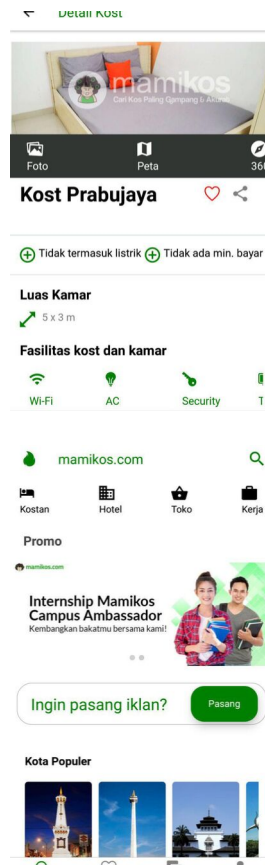 Detail Kost
mamikos
Cari Kos Paling Gampang & Akurat
Foto
Peta
360
Kost Prabujaya
Tidak termasuk listrik
Tidak ada min. bayar
Luas Kamar
5 x 3 m
Fasilitas kost dan kamar
Wi-Fi
AC
Security
T
mamikos.com
Kostan
Hotel
Toko
Kerja
Promo
mamikos.com
Internship Mamikos
Campus Ambassador
Kembangkan bakatmu bersama kami!
Ingin pasang iklan?
Pasang
Kota Populer